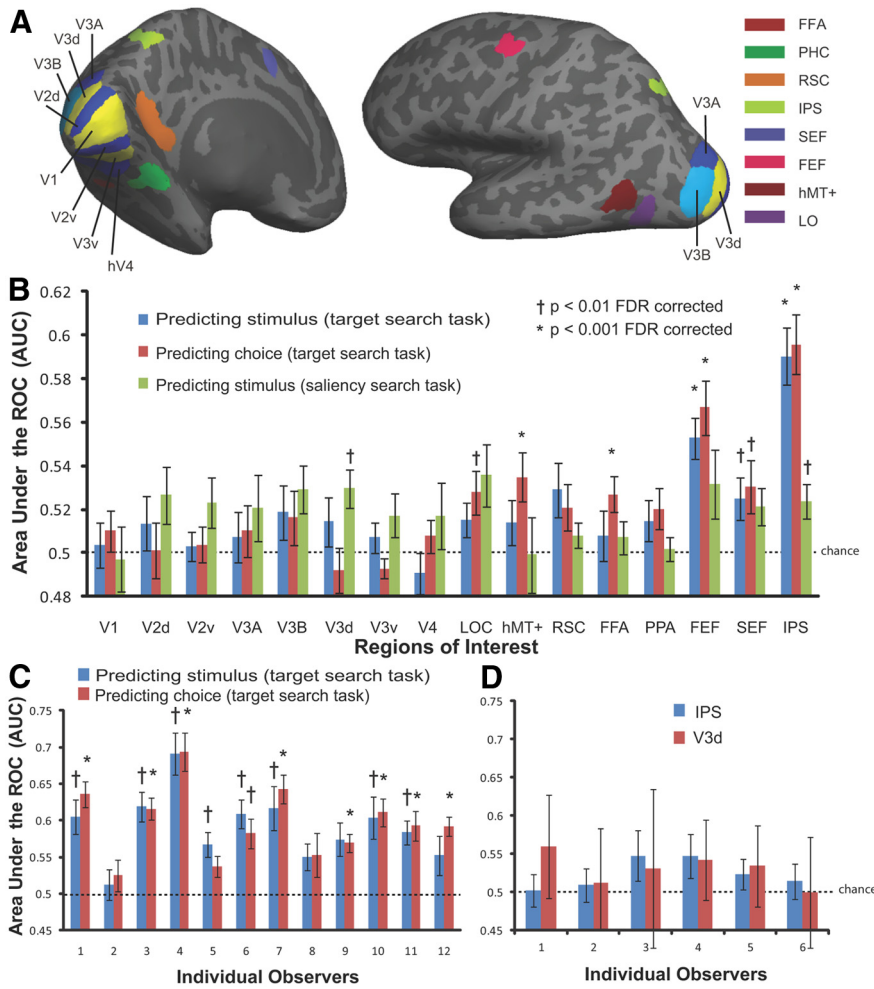 A
V3A
V3d
V3B
V2d
V1
V2v
V3v
hV4
V3A
V3B
V3d
FFA
PHC
RSC
IPS
SEF
FEF
hMT+
LO
B
Area Under the ROC (AUC)
0.62
0.6
0.58
0.56
0.54
0.52
0.5
0.48
Predicting stimulus (target search task)
Predicting choice (target search task)
Predicting stimulus (saliency search task)
† p < 0.01 FDR corrected
* p < 0.001 FDR corrected
† † * * * * † † * * †
chance
V1 V2d V2v V3A V3B V3d V3v V4 LOC hMT+ RSC FFA PPA FEF SEF IPS
Regions of Interest
C
Predicting stimulus (target search task)
Predicting choice (target search task)
Area Under the ROC (AUC)
0.75
0.7
0.65
0.6
0.55
0.5
0.45
† * † * † * † † † † * * † * † * *
1 2 3 4 5 6 7 8 9 10 11 12
Individual Observers
D
IPS
V3d
0.75
0.7
0.65
0.6
0.55
0.5
0.45
chance
1 2 3 4 5 6
Individual Observers